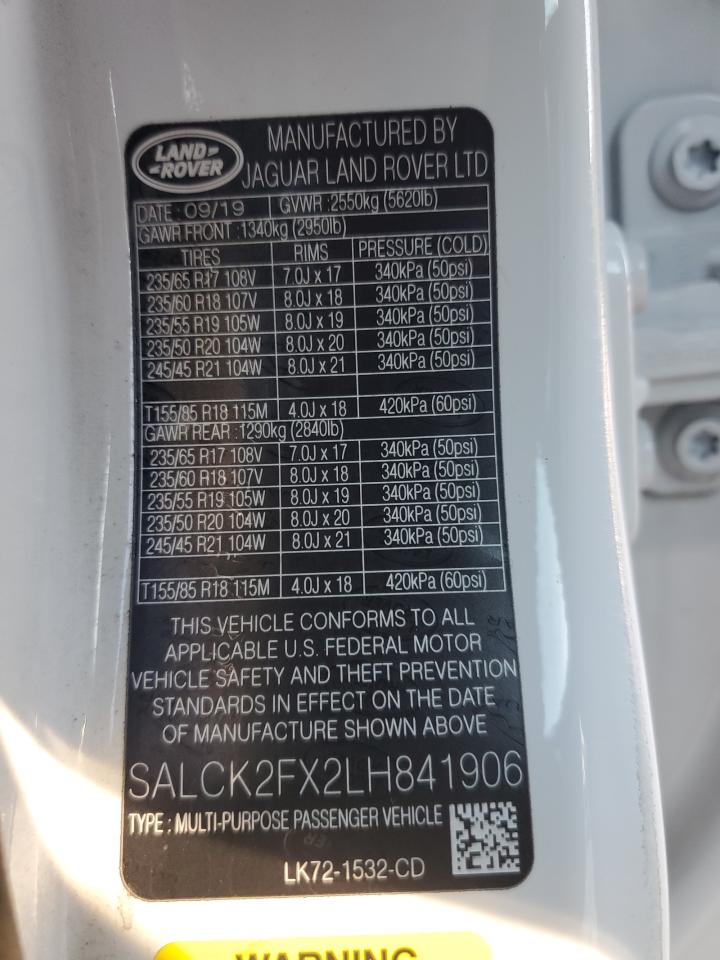 LAND-
-ROVER
MANUFACTURED BY
JAGUAR LAND ROVER LTD
DATE: 09/19 GVWR :2550kg (5620lb)
GAWR FRONT :1340kg (2950lb)
TIRES RIMS PRESSURE (COLD)
235/65 R17 108V 7.0J x 17 340kPa (50psi)
235/60 R18 107V 8.0J x 18 340kPa (50psi)
235/55 R19 105W 8.0J x 19 340kPa (50psi)
235/50 R20 104W 8.0J x 20 340kPa (50psi)
245/45 R21 104W 8.0J x 21 340kPa (50psi)
T155/85 R18 115M 4.0J x 18 420kPa (60psi)
GAWR REAR :1290kg (2840lb)
235/65 R17 108V 7.0J x 17 340kPa (50psi)
235/60 R18 107V 8.0J x 18 340kPa (50psi)
235/55 R19 105W 8.0J x 19 340kPa (50psi)
235/50 R20 104W 8.0J x 20 340kPa (50psi)
245/45 R21 104W 8.0J x 21 340kPa (50psi)
T155/85 R18 115M 4.0J x 18 420kPa (60psi)
THIS VEHICLE CONFORMS TO ALL
APPLICABLE U.S. FEDERAL MOTOR
VEHICLE SAFETY AND THEFT PREVENTION
STANDARDS IN EFFECT ON THE DATE
OF MANUFACTURE SHOWN ABOVE
SALCK2FX2LH841906
TYPE : MULTI-PURPOSE PASSENGER VEHICLE
LK72-1532-CD
WARNING